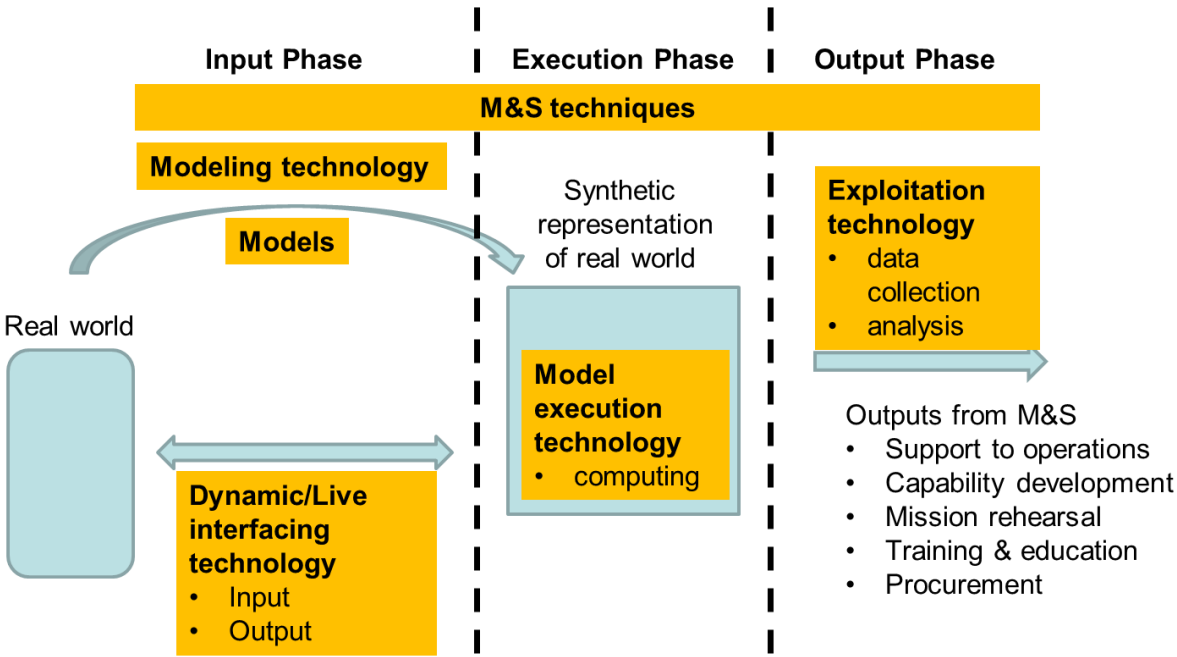 Input Phase
Execution Phase
Output Phase
M&S techniques
Modeling technology
Models
Real world
Dynamic/Live
interfacing
technology
• Input
• Output
Synthetic
representation
of real world
Model
execution
technology
• computing
Exploitation
technology
• data
collection
• analysis
Outputs from M&S
• Support to operations
• Capability development
• Mission rehearsal
• Training & education
• Procurement